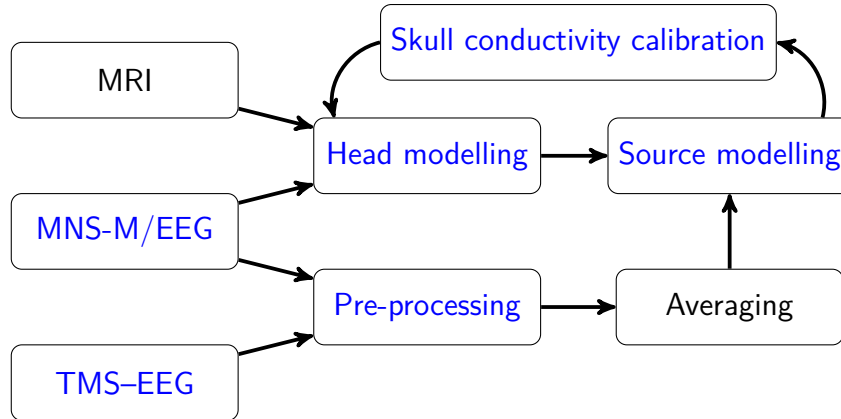 Skull conductivity calibration
MRI
Head modelling
Source modelling
MNS-M/EEG
Pre-processing
Averaging
TMS–EEG